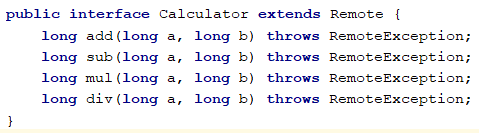 public interface Calculator extends Remote {
    long add(long a, long b) throws RemoteException;
    long sub(long a, long b) throws RemoteException;
    long mul(long a, long b) throws RemoteException;
    long div(long a, long b) throws RemoteException;
}